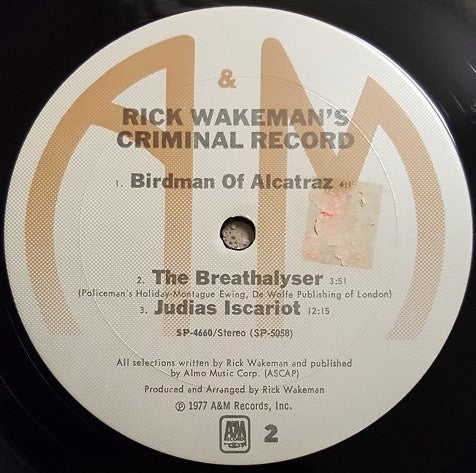 &
RICK WAKEMAN'S
CRIMINAL RECORD
1. Birdman Of Alcatraz
2. The Breathalyser 3:51
(Policeman's Holiday-Montague Ewing, De Wolfe Publishing of London)
3. Judias Iscariot 12:15
SP-4660/Stereo (SP-5058)
All selections written by Rick Wakeman and published
by Almo Music Corp. (ASCAP)
Produced and Arranged by Rick Wakeman
℗ 1977 A&M Records, Inc.
A&M
RECORDS
2